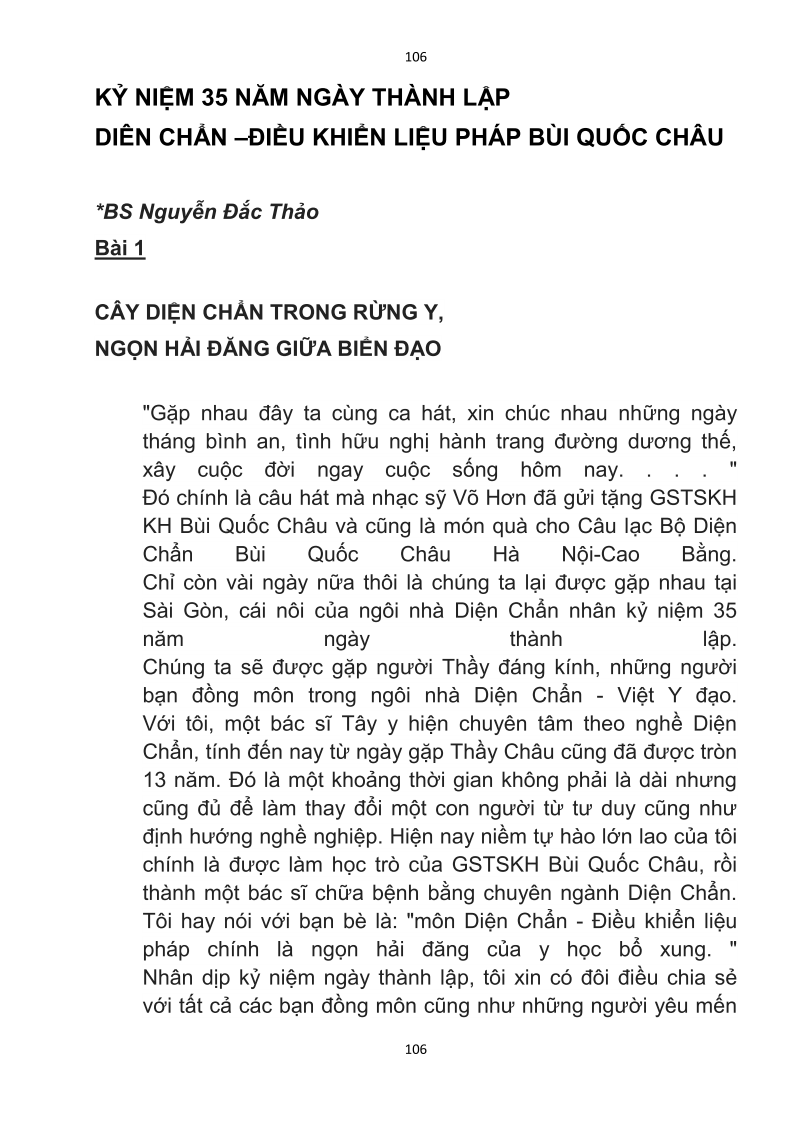 106
KỶ NIỆM 35 NĂM NGÀY THÀNH LẬP
DIÊN CHẨN –ĐIỀU KHIỂN LIỆU PHÁP BÙI QUỐC CHÂU
*BS Nguyễn Đắc Thảo
Bài 1
CÂY DIỆN CHẨN TRONG RỪNG Y,
NGỌN HẢI ĐĂNG GIỮA BIỂN ĐẠO
"Gặp nhau đây ta cùng ca hát, xin chúc nhau những ngày
tháng bình an, tình hữu nghị hành trang đường dương thế,
xây cuộc đời ngay cuộc sống hôm nay. . . . "
Đó chính là câu hát mà nhạc sỹ Võ Hơn đã gửi tặng GSTSKH
KH Bùi Quốc Châu và cũng là món quà cho Câu lạc Bộ Diện
Chẩn Bùi Quốc Châu Hà Nội-Cao Bằng.
Chỉ còn vài ngày nữa thôi là chúng ta lại được gặp nhau tại
Sài Gòn, cái nôi của ngôi nhà Diện Chẩn nhân kỷ niệm 35
năm ngày thành lập.
Chúng ta sẽ được gặp người Thầy đáng kính, những người
bạn đồng môn trong ngôi nhà Diện Chẩn - Việt Y đạo.
Với tôi, một bác sĩ Tây y hiện chuyên tâm theo nghề Diện
Chẩn, tính đến nay từ ngày gặp Thầy Châu cũng đã được tròn
13 năm. Đó là một khoảng thời gian không phải là dài nhưng
cũng đủ để làm thay đổi một con người từ tư duy cũng như
định hướng nghề nghiệp. Hiện nay niềm tự hào lớn lao của tôi
chính là được làm học trò của GSTSKH Bùi Quốc Châu, rồi
thành một bác sĩ chữa bệnh bằng chuyên ngành Diện Chẩn.
Tôi hay nói với bạn bè là: "môn Diện Chẩn - Điều khiển liệu
pháp chính là ngọn hải đăng của y học bổ xung. "
Nhân dịp kỷ niệm ngày thành lập, tôi xin có đôi điều chia sẻ
với tất cả các bạn đồng môn cũng như những người yêu mến
106